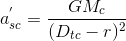 a'_{sc} = \frac{GM_c}{(D_{tc} - r)^2}